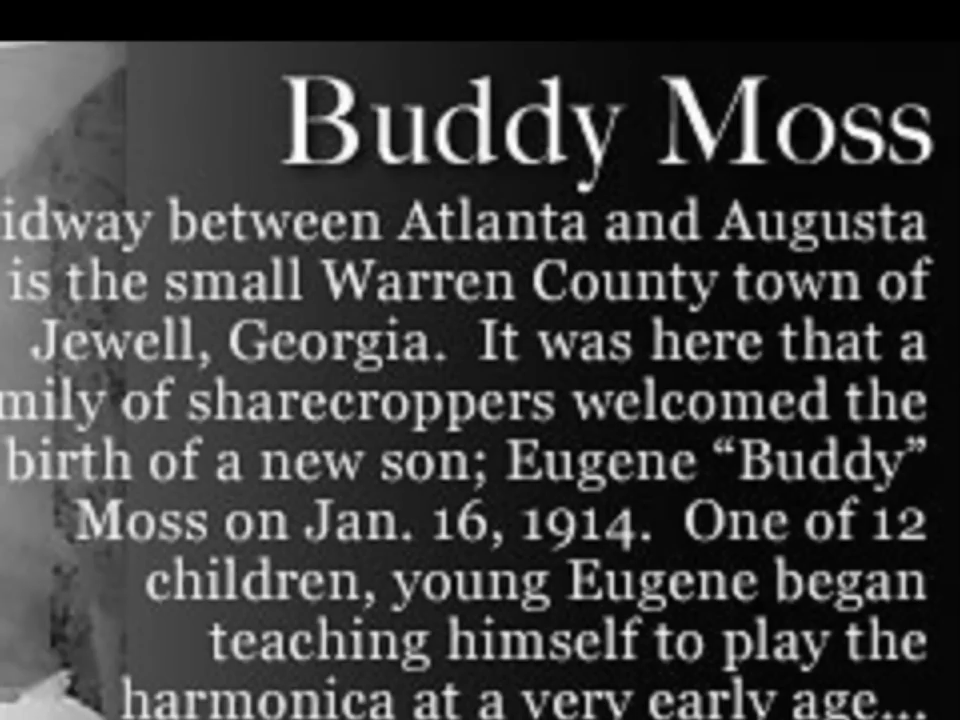 Buddy Moss
idway between Atlanta and Augusta
is the small Warren County town of
Jewell, Georgia. It was here that a
mily of sharecroppers welcomed the
birth of a new son; Eugene “Buddy”
Moss on Jan. 16, 1914. One of 12
children, young Eugene began
teaching himself to play the
harmonica at a very early age...